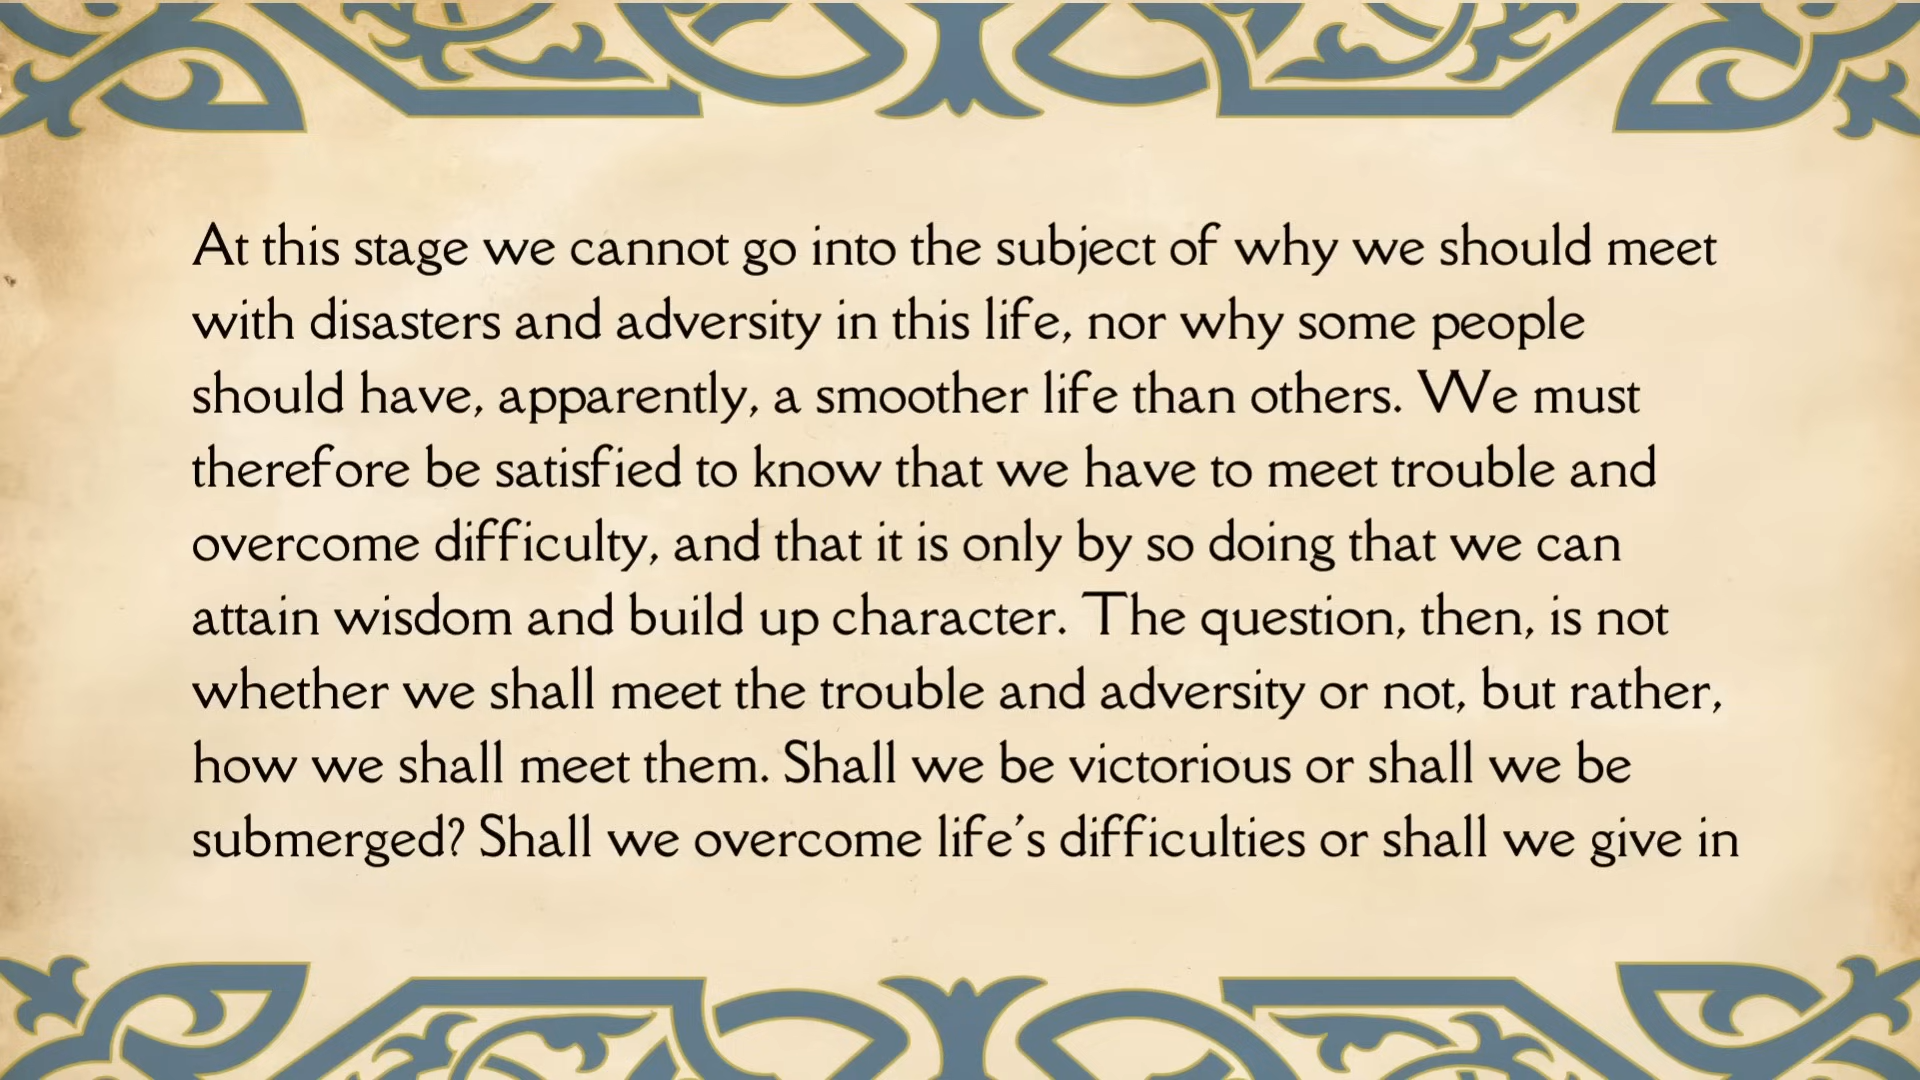 At this stage we cannot go into the subject of why we should meet
with disasters and adversity in this life, nor why some people
should have, apparently, a smoother life than others. We must
therefore be satisfied to know that we have to meet trouble and
overcome difficulty, and that it is only by so doing that we can
attain wisdom and build up character. The question, then, is not
whether we shall meet the trouble and adversity or not, but rather,
how we shall meet them. Shall we be victorious or shall we be
submerged? Shall we overcome life's difficulties or shall we give in